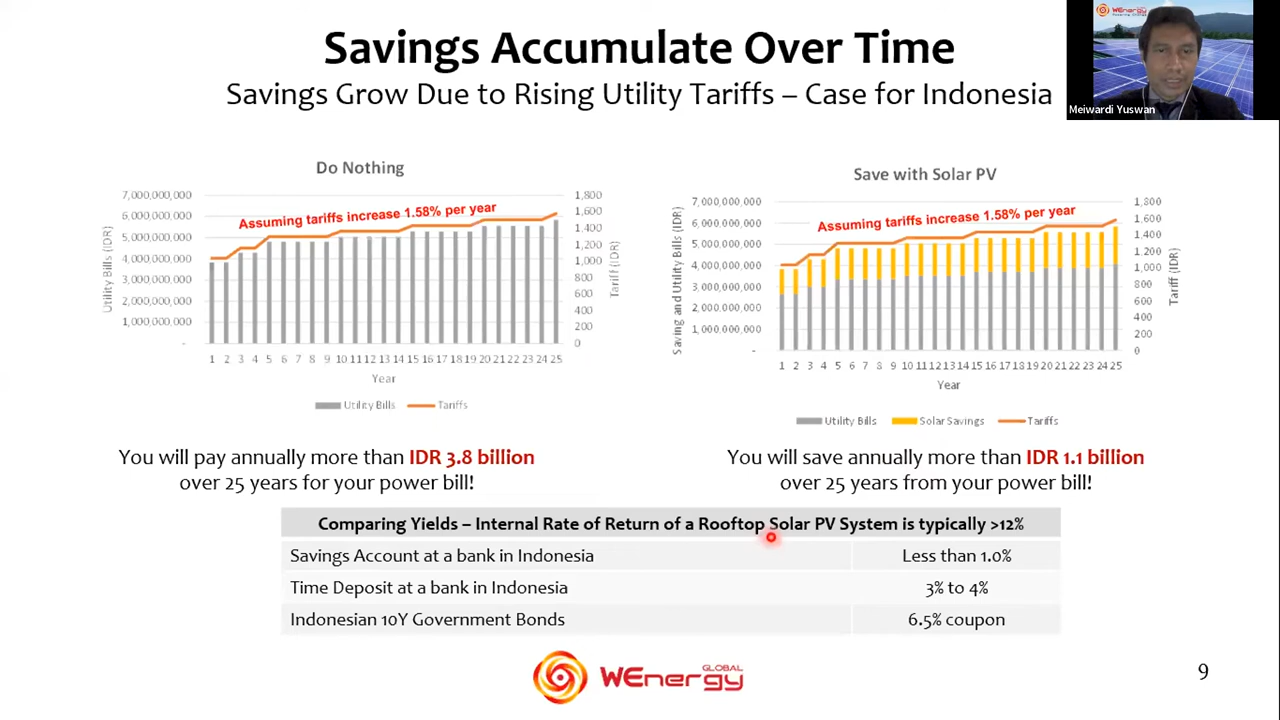 Savings Accumulate Over Time
Savings Grow Due to Rising Utility Tariffs – Case for Indonesia
WEnergy
Meiwardi Yuswan
Do Nothing
7,000,000,000
6,000,000,000
5,000,000,000
4,000,000,000
3,000,000,000
2,000,000,000
1,000,000,000
-
Utility Bills (IDR)
Assuming tariffs increase 1.58% per year
1,800
1,600
1,400
1,200
1,000
800
600
400
200
0
Tariff (IDR)
1 2 3 4 5 6 7 8 9 10 11 12 13 14 15 16 17 18 19 20 21 22 23 24 25
Year
Utility Bills Tariffs
Save with Solar PV
7,000,000,000
6,000,000,000
5,000,000,000
4,000,000,000
3,000,000,000
2,000,000,000
1,000,000,000
-
Saving and Utility Bills (IDR)
Assuming tariffs increase 1.58% per year
1,800
1,600
1,400
1,200
1,000
800
600
400
200
0
Tariff (IDR)
1 2 3 4 5 6 7 8 9 10 11 12 13 14 15 16 17 18 19 20 21 22 23 24 25
Year
Utility Bills Solar Savings Tariffs
You will pay annually more than IDR 3.8 billion
over 25 years for your power bill!
You will save annually more than IDR 1.1 billion
over 25 years from your power bill!
Comparing Yields – Internal Rate of Return of a Rooftop Solar PV System is typically >12%
Savings Account at a bank in Indonesia Less than 1.0%
Time Deposit at a bank in Indonesia 3% to 4%
Indonesian 10Y Government Bonds 6.5% coupon
WEnergy GLOBAL
9